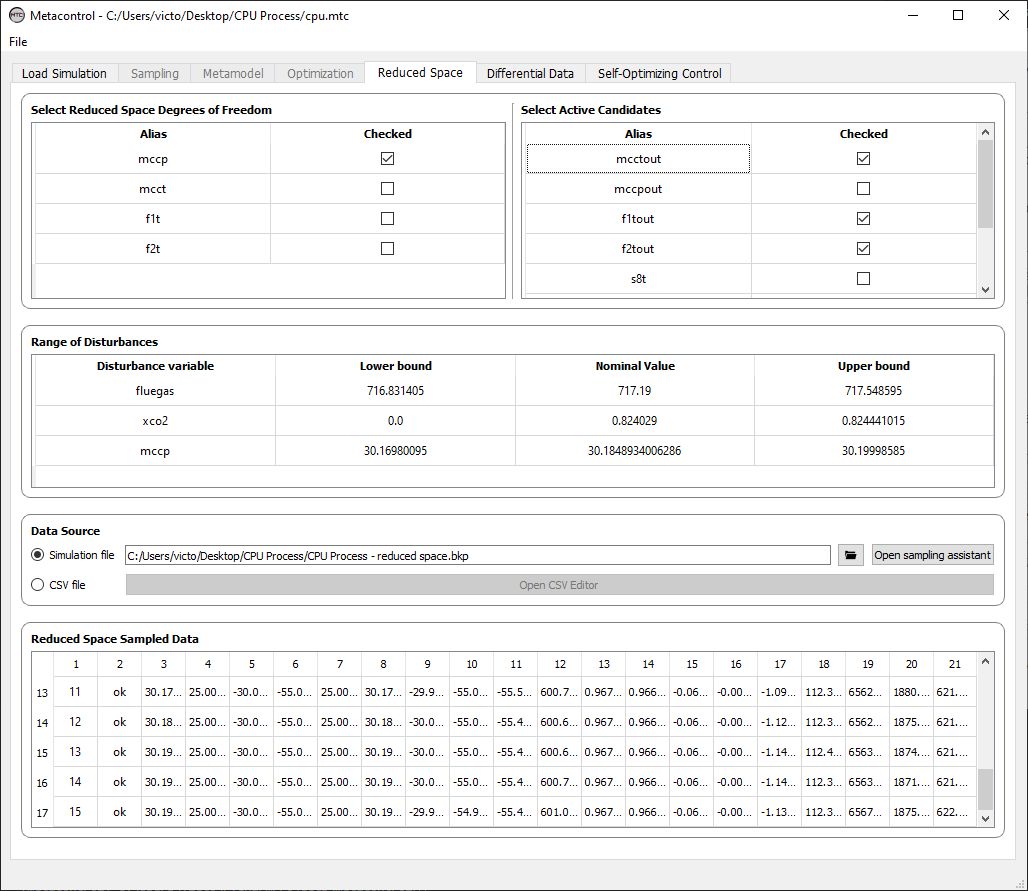 MTC Metacontrol - C:/Users/victo/Desktop/CPU Process/cpu.mtc
File
Load Simulation Sampling Metamodel Optimization Reduced Space Differential Data Self-Optimizing Control
Select Reduced Space Degrees of Freedom
Alias Checked
mccp
mcct
f1t
f2t
Select Active Candidates
Alias Checked
mcctout
mccpout
f1tout
f2tout
s8t
Range of Disturbances
Disturbance variable Lower bound Nominal Value Upper bound
fluegas 716.831405 717.19 717.548595
xco2 0.0 0.824029 0.824441015
mccp 30.16980095 30.1848934006286 30.19998585
Data Source
Simulation file C:/Users/victo/Desktop/CPU Process/CPU Process - reduced space.bkp Open sampling assistant
CSV file Open CSV Editor
Reduced Space Sampled Data
1 2 3 4 5 6 7 8 9 10 11 12 13 14 15 16 17 18 19 20 21
13 11 ok 30.17... 25.00... -30.0... -55.0... 25.00... 30.17... -29.9... -55.0... -55.5... 600.7... 0.967... 0.966... -0.06... -0.00... -1.09... 112.3... 6562... 1880.... 621....
14 12 ok 30.18... 25.00... -30.0... -55.0... 25.00... 30.18... -30.0... -55.0... -55.4... 600.6... 0.967... 0.966... -0.06... -0.00... -1.12... 112.3... 6562... 1875.... 621....
15 13 ok 30.19... 25.00... -30.0... -55.0... 25.00... 30.19... -30.0... -55.0... -55.4... 600.6... 0.967... 0.966... -0.06... -0.00... -1.14... 112.4... 6563... 1874.... 621....
16 14 ok 30.19... 25.00... -30.0... -55.0... 25.00... 30.19... -30.0... -55.0... -55.4... 600.7... 0.967... 0.966... -0.06... -0.00... -1.14... 112.3... 6563... 1871.... 621....
17 15 ok 30.19... 25.00... -30.0... -55.0... 25.00... 30.19... -29.9... -54.9... -55.4... 601.0... 0.967... 0.966... -0.06... -0.00... -1.13... 112.3... 6567... 1875.... 622....